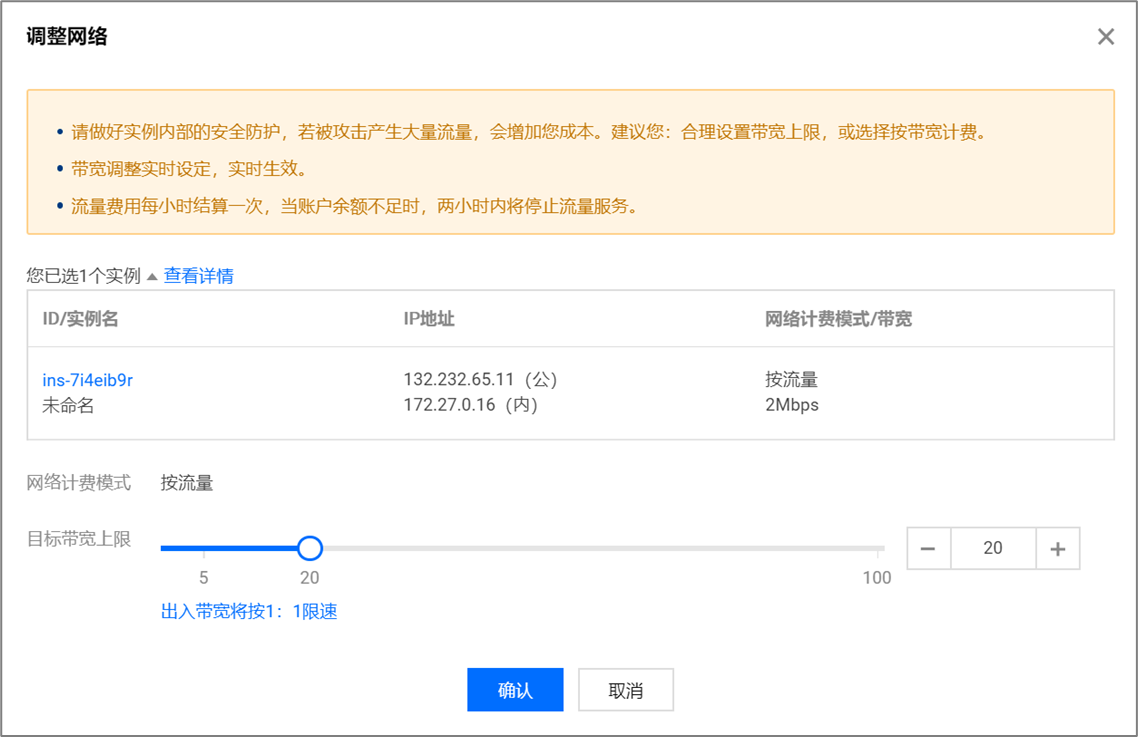 调整网络
请做好实例内部的安全防护，若被攻击产生大量流量，会增加您成本。建议您：合理设置带宽上限，或选择按带宽计费。
带宽调整实时设定，实时生效。
流量费用每小时结算一次，当账户余额不足时，两小时内将停止流量服务。
您已选1个实例 查看详情
ID/实例名 IP地址 网络计费模式/带宽
ins-7i4eib9r 132.232.65.11（公） 按流量
未命名 172.27.0.16（内） 2Mbps
网络计费模式 按流量
目标带宽上限 20
5 20 100
出入带宽将按1：1限速
确认 取消